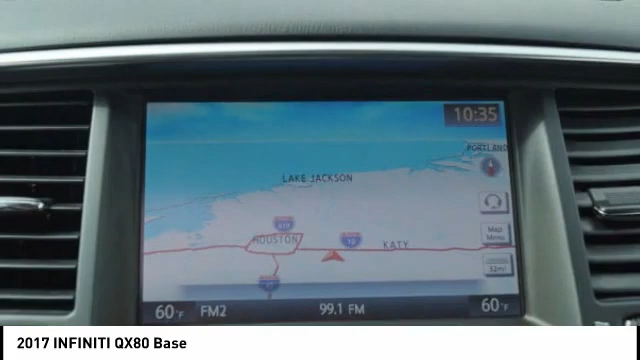 10:35
PORTLAND
LAKE JACKSON
Map
Menu
HOUSTON
10
KATY
32mi
60°F
FM2
99.1 FM
60°F
2017 INFINITI QX80 Base